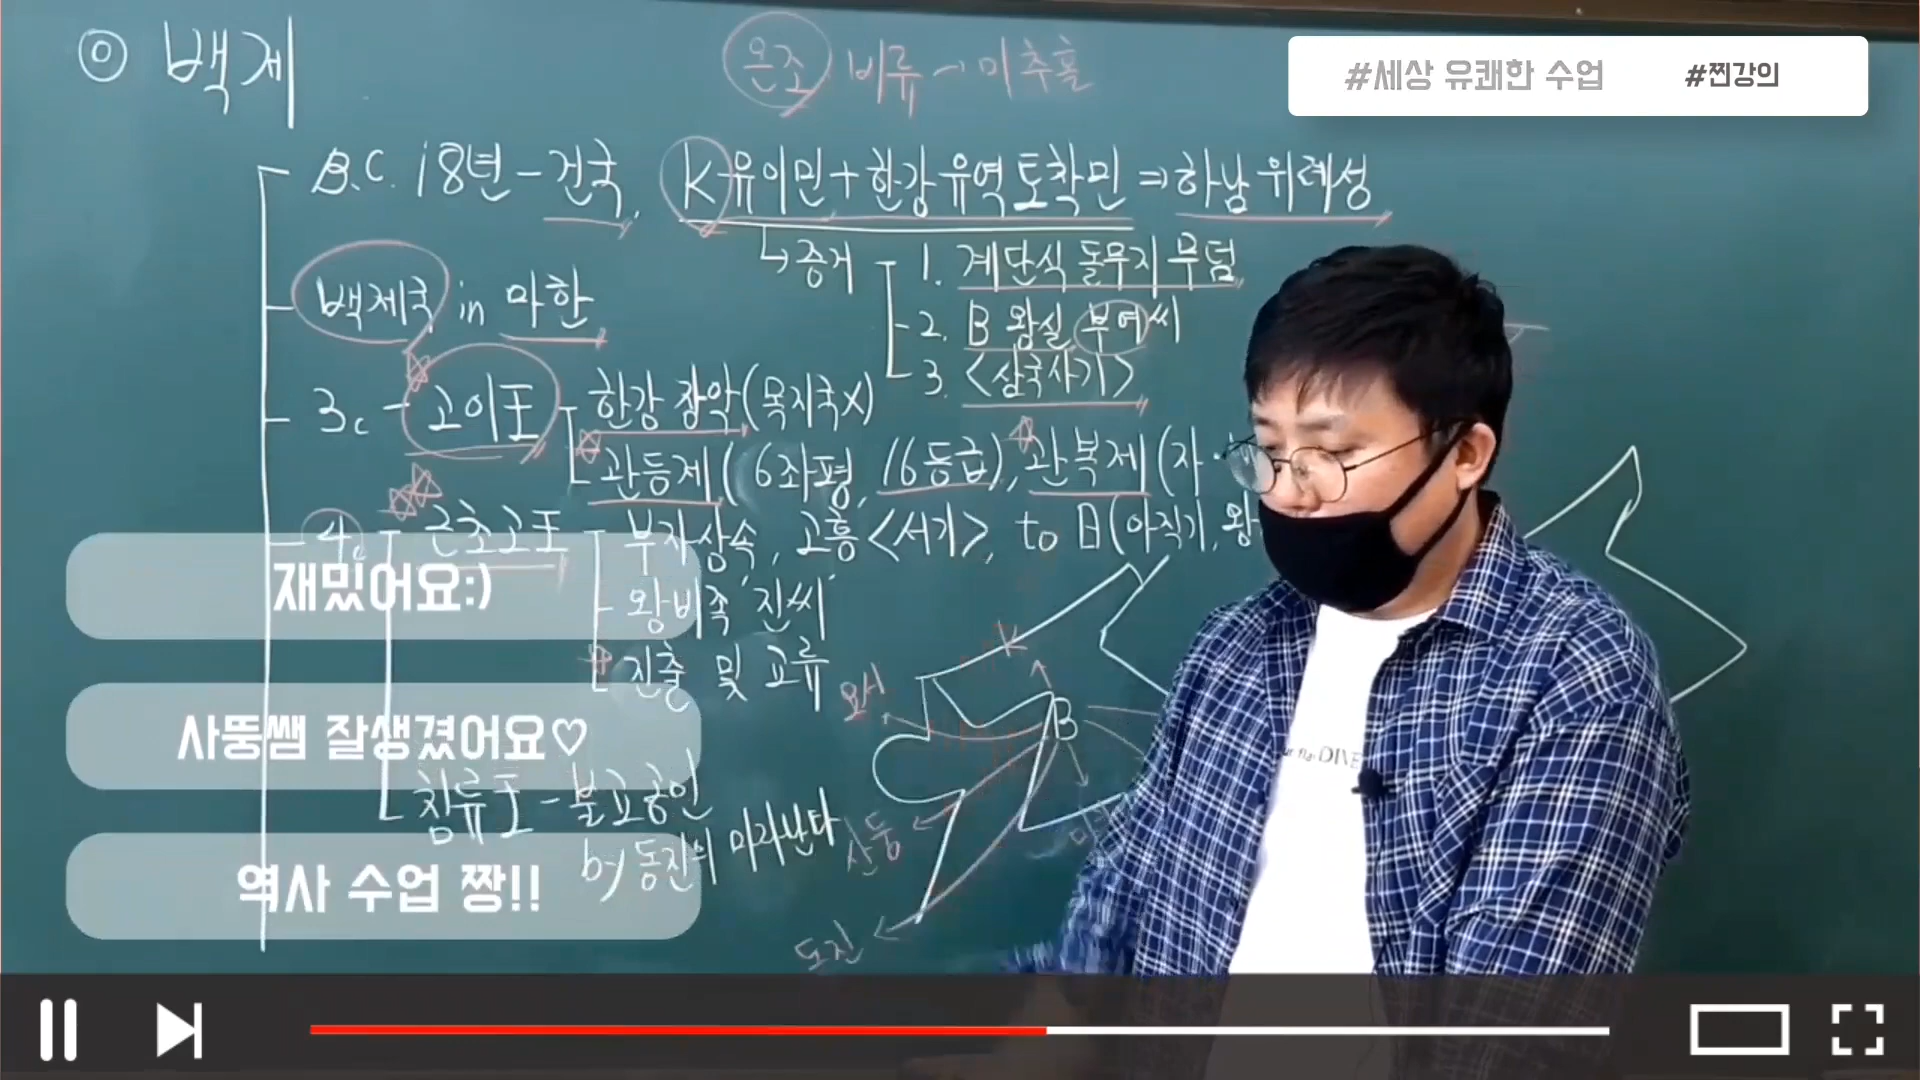 ◎ 백제
온조 비류→미추홀
#세상 유쾌한 수업 #찐강의
B.C. 18년-건국, K유이민+한강유역토착민⇒하남위례성
↳증거
1. 계단식 돌무지 무덤
백제국 in 마한
2. B 왕실 부여씨
3. <삼국사기>
3c - 고이王 한강 장악(목지국X)
관등제(6좌평, 16등급), 관복제(자
4c 근초고王 부자상속, 고흥<서기>, to 日(아직기, 왕
재밌어요:)
왕비족 '진씨'
진출 및 교류
K
요서
B
사뚱쌤 잘생겼어요♡
침류王 - 불교공인
by 동진의 마라난타
산둥
역사 수업 짱!!
동진
DIVE